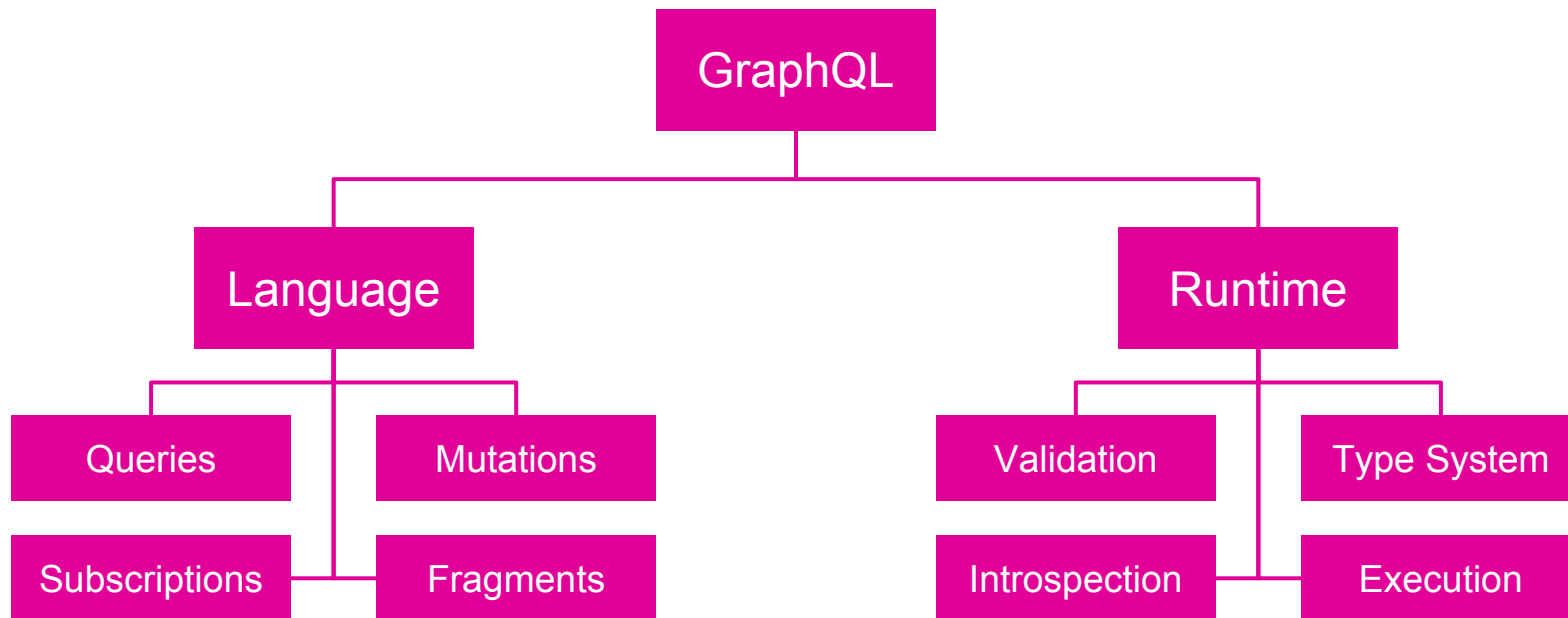 GraphQL
Language
Runtime
Queries
Mutations
Validation
Type System
Subscriptions
Fragments
Introspection
Execution